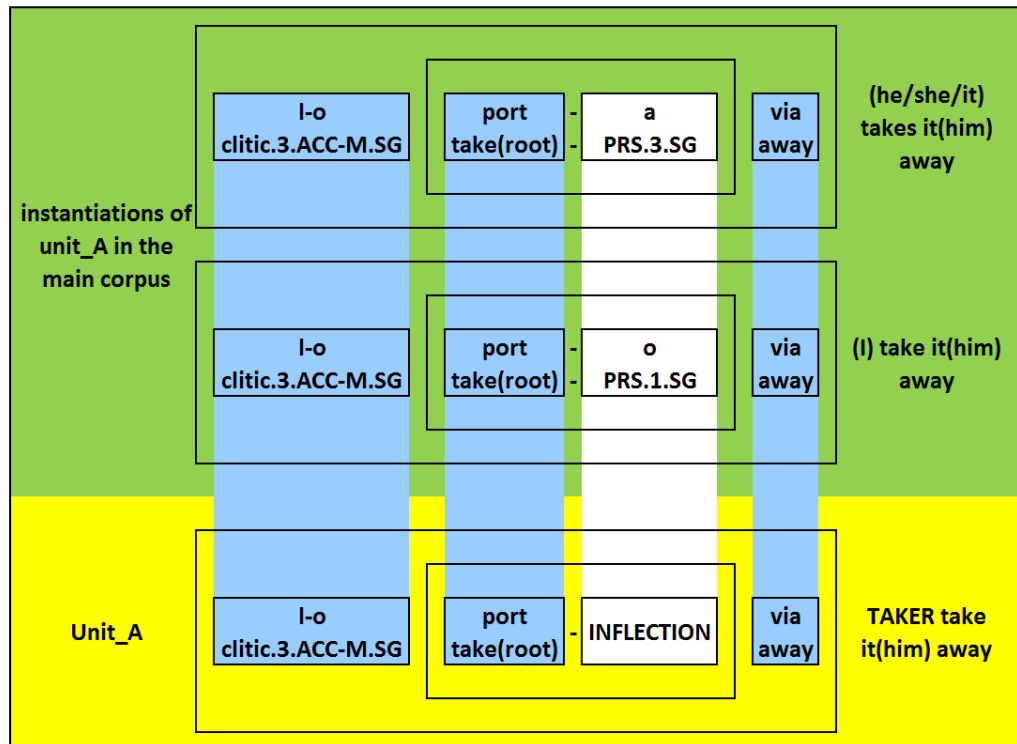 l-o
clitic.3.ACC-M.SG
port - a
take(root) - PRS.3.SG
via
away
(he/she/it)
takes it(him)
away
instantiations of
unit_A in the
main corpus
l-o
clitic.3.ACC-M.SG
port - o
take(root) - PRS.1.SG
via
away
(I) take it(him)
away
Unit_A
l-o
clitic.3.ACC-M.SG
port
take(root)
- INFLECTION
via
away
TAKER take
it(him) away